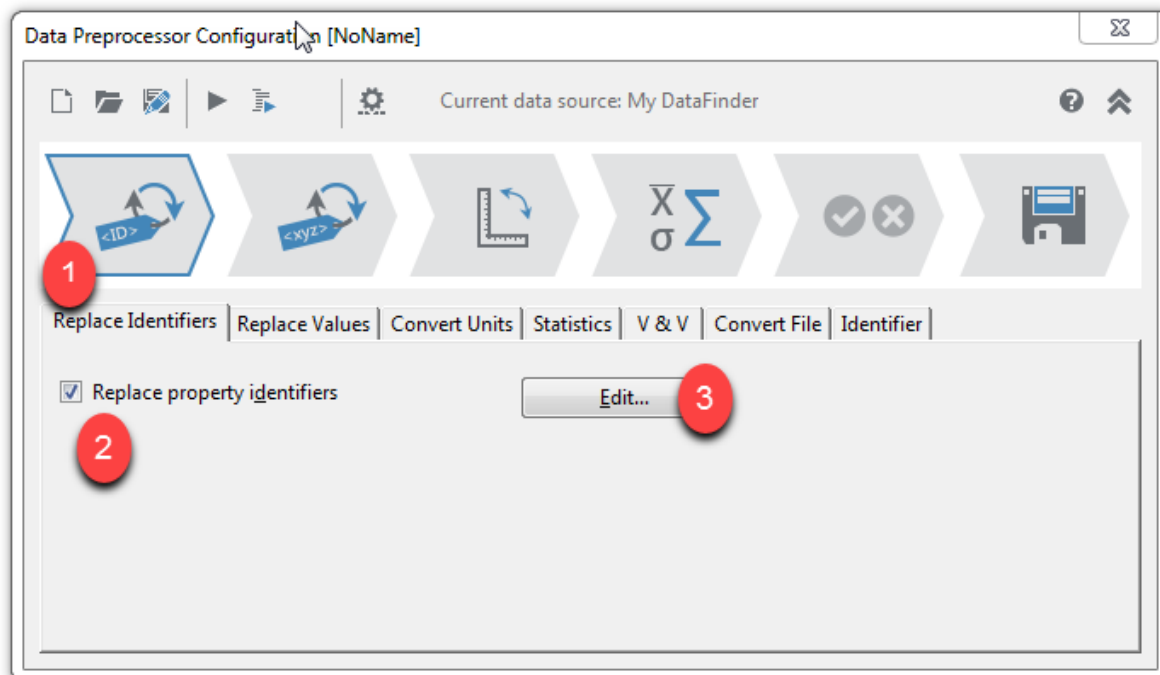 Data Preprocessor Configuration [NoName]
Current data source: My DataFinder
<ID>
<xyz>
X
σ Σ
1
Replace Identifiers Replace Values Convert Units Statistics V & V Convert File Identifier
Replace property identifiers Edit... 3
2